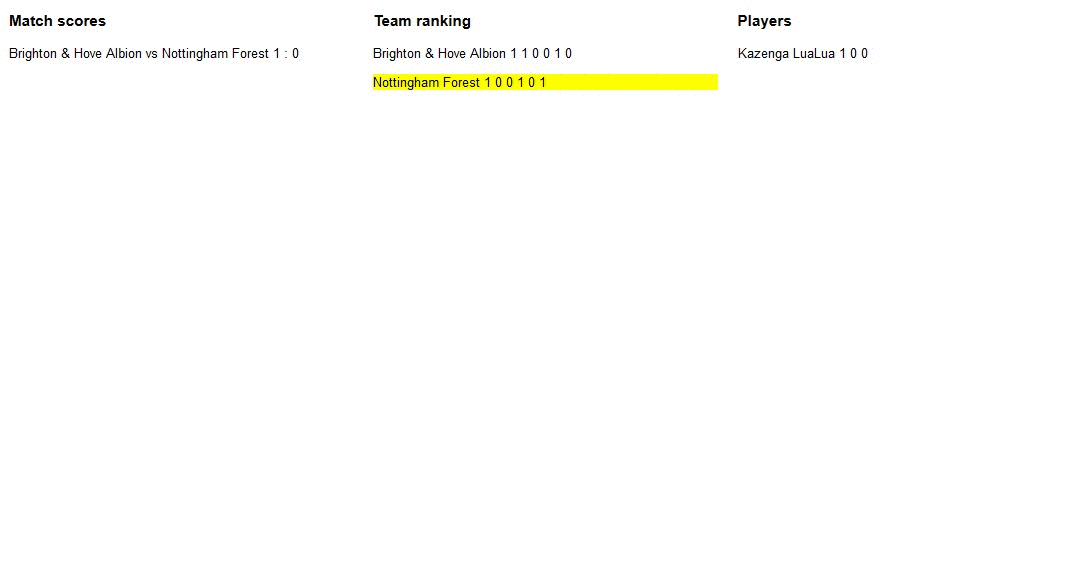 Match scores
Brighton & Hove Albion vs Nottingham Forest 1 : 0
Team ranking
Brighton & Hove Albion 1 1 0 0 1 0
Nottingham Forest 1 0 0 1 0 1
Players
Kazenga LuaLua 1 0 0